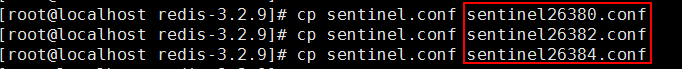 [root@localhost redis-3.2.9]# cp sentinel.conf sentinel26380.conf
[root@localhost redis-3.2.9]# cp sentinel.conf sentinel26382.conf
[root@localhost redis-3.2.9]# cp sentinel.conf sentinel26384.conf